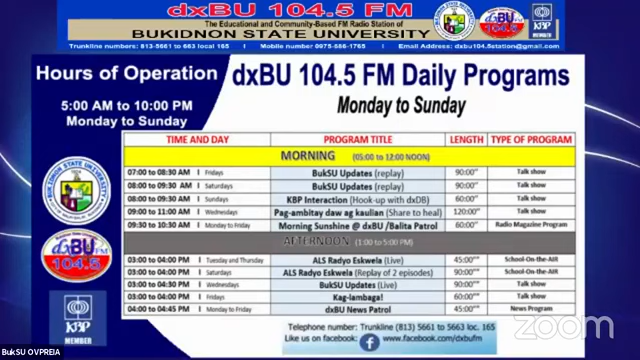 dxBU 104.5 FM
The Educational and Community-Based FM Radio Station of
BUKIDNON STATE UNIVERSITY
Trunkline numbers: 813-5661 to 663 local 165 I Mobile number 0975-886-1765 I Email Address: dxbu104.5station@gmail.com
KBP
MEMBER
Hours of Operation
5:00 AM to 10:00 PM
Monday to Sunday
dxBU 104.5 FM Daily Programs
Monday to Sunday
TIME AND DAY PROGRAM TITLE LENGTH TYPE OF PROGRAM
MORNING (05:00 to 12:00 NOON)
07:00 to 08:30 AM I Fridays BukSU Updates (replay) 90:00" Talk show
08:00 to 09:30 AM I Saturdays BukSU Updates (replay) 90:00" Talk show
08:00 to 09:30 AM I Sundays KBP Interaction (Hook-up with dxDB) 60:00" Talk show
09:00 to 11:00 AM I Wednesdays Pag-ambitay daw ag kaulian (Share to heal) 120:00" Talk show
09:30 to 10:30 AM I Monday to Friday Morning Sunshine @ dxBU /Balita Patrol 60:00" Radio Magazine Program
AFTERNOON (1:00 to 5:00 PM)
03:00 to 04:00 PM I Tuesday and Thursday ALS Radyo Eskwela (Live) 45:00" School-On-the-AIR
03:00 to 04:00 PM I Saturdays ALS Radyo Eskwela (Replay of 2 episodes) 90:00" School-On-the-AIR
03:00 to 04:30 PM I Wednesdays BukSU Updates (Live) 90:00" Talk show
03:00 to 04:00 PM I Fridays Kag-lambaga! 60:00" Talk show
04:00 to 04:45 PM I Monday to Friday dxBU News Patrol 45:00" News Program
BUKIDNON STATE UNIVERSITY
dxBU FM
104.5
KBP
MEMBER
Telephone number: Trunkline (813) 5661 to 5663 loc. 165
Like us on facebook: www.facebook.com/dxbufm
zoom
BukSU OVPREIA